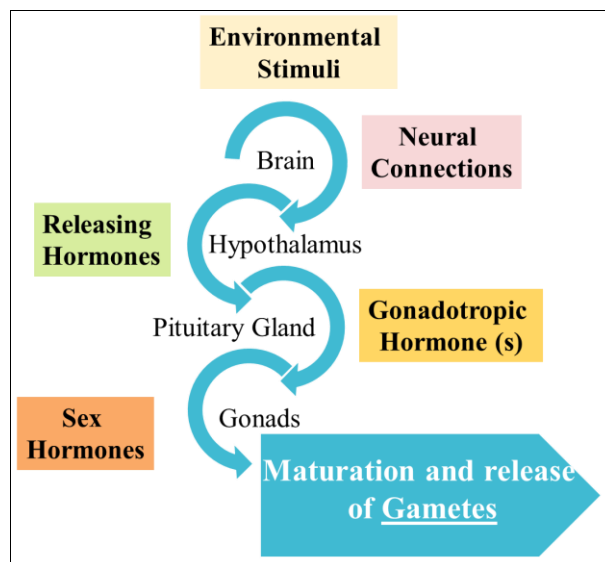 Environmental
Stimuli
Brain
Neural
Connections
Releasing
Hormones
Hypothalamus
Pituitary Gland
Gonadotropic
Hormone (s)
Sex
Hormones
Gonads
Maturation and release
of Gametes